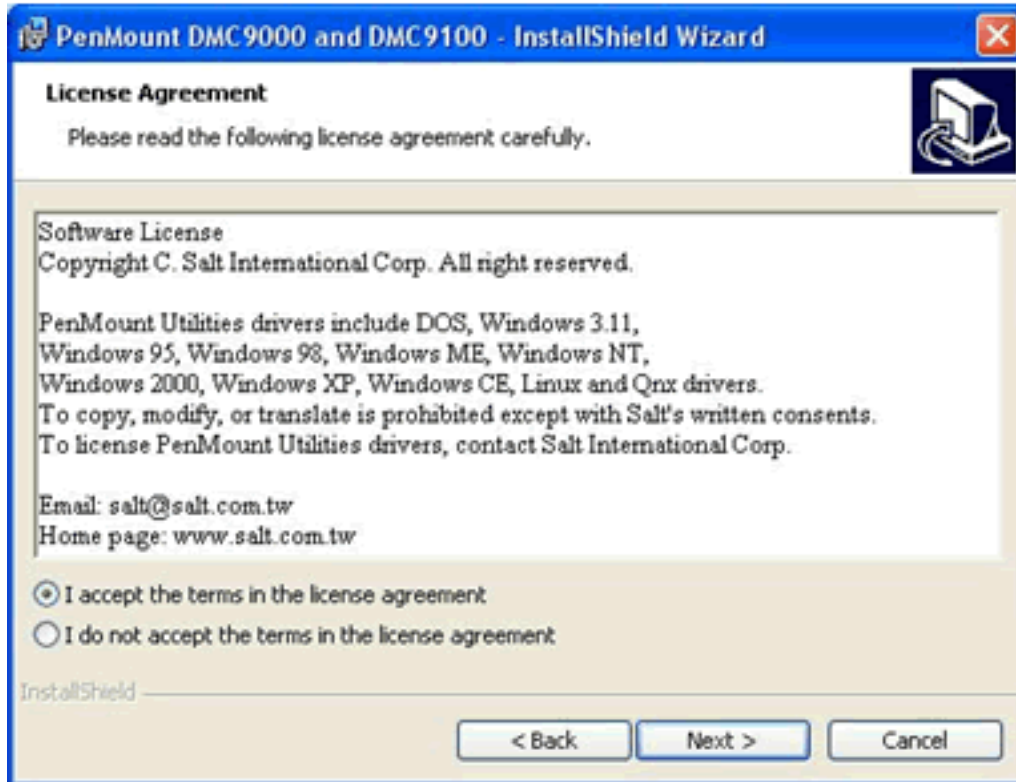 PenMount DMC9000 and DMC9100 - InstallShield Wizard
License Agreement
Please read the following license agreement carefully.
Software License
Copyright C. Salt International Corp. All right reserved.
PenMount Utilities drivers include DOS, Windows 3.11,
Windows 95, Windows 98, Windows ME, Windows NT,
Windows 2000, Windows XP, Windows CE, Linux and Qnx drivers.
To copy, modify, or translate is prohibited except with Salt's written consents.
To license PenMount Utilities drivers, contact Salt International Corp.
Email: salt@salt.com.tw
Home page: www.salt.com.tw
I accept the terms in the license agreement
I do not accept the terms in the license agreement
InstallShield
< Back Next > Cancel